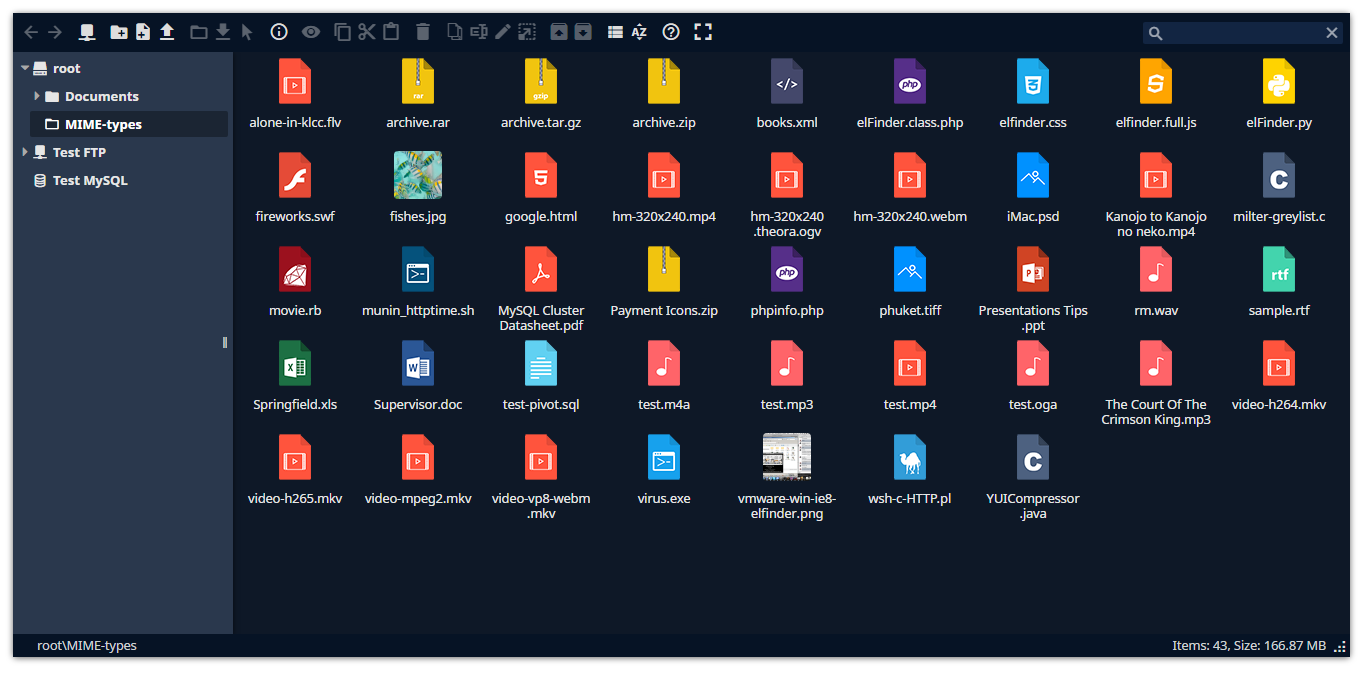 AZ
root
Documents
MIME-types
Test FTP
Test MySQL
rar
gzip
</>
php
alone-in-klcc.flv
archive.rar
archive.tar.gz
archive.zip
books.xml
elFinder.class.php
elfinder.css
elfinder.full.js
elFinder.py
C
fireworks.swf
fishes.jpg
google.html
hm-320x240.mp4
hm-320x240
.theora.ogv
hm-320x240.webm
iMac.psd
Kanojo to Kanojo
no neko.mp4
milter-greylist.c
php
rtf
movie.rb
munin_httptime.sh
MySQL Cluster
Datasheet.pdf
Payment Icons.zip
phpinfo.php
phuket.tiff
Presentations Tips
.ppt
rm.wav
sample.rtf
Springfield.xls
Supervisor.doc
test-pivot.sql
test.m4a
test.mp3
test.mp4
test.oga
The Court Of The
Crimson King.mp3
video-h264.mkv
C
video-h265.mkv
video-mpeg2.mkv
video-vp8-webm
.mkv
virus.exe
vmware-win-ie8-
elfinder.png
wsh-c-HTTP.pl
YUICompressor
.java
root\MIME-types
Items: 43, Size: 166.87 MB